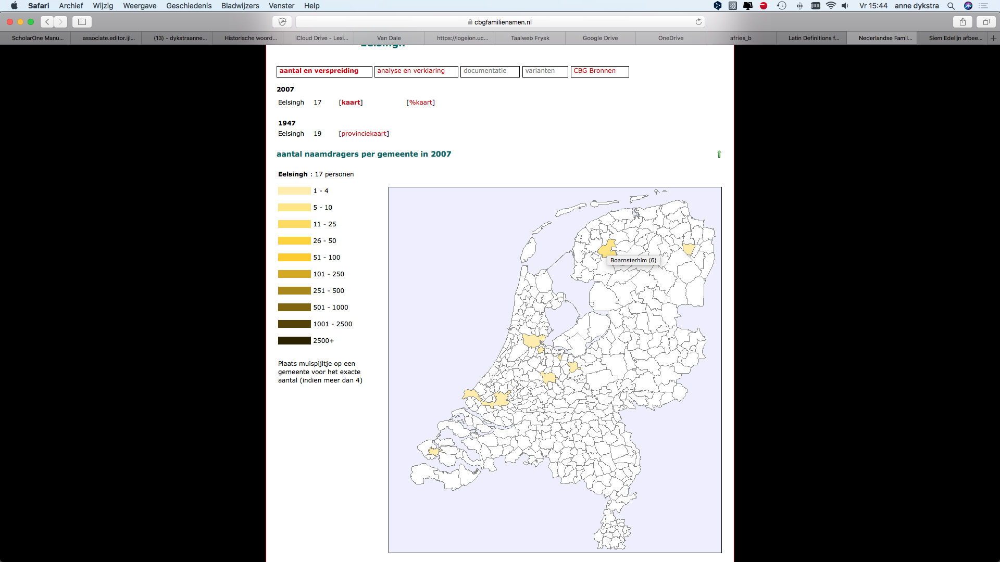 Safari Archief Wijzig Weergave Geschiedenis Bladwijzers Venster Help Vr 15:44 anne dykstra
cbgfamilienamen.nl
ScholarOne Manu... associate.editor.ijl... (13) - dykstraanne... Historische woord... iCloud Drive - Lexi... Van Dale https://logeion.uc... Taalweb Frysk Google Drive OneDrive afries_b Latin Definitions f... Nederlandse Famil... Siem Edelijn afbee...
Eelsingh
aantal en verspreiding analyse en verklaring documentatie varianten CBG Bronnen
2007
Eelsingh 17 [kaart] [%kaart]
1947
Eelsingh 19 [provinciekaart]
aantal naamdragers per gemeente in 2007
Eelsingh : 17 personen
1 - 4
5 - 10
11 - 25
26 - 50
51 - 100
101 - 250
251 - 500
501 - 1000
1001 - 2500
2500+
Plaats muispijltje op een
gemeente voor het exacte
aantal (indien meer dan 4)
Boarnsterhim (6)